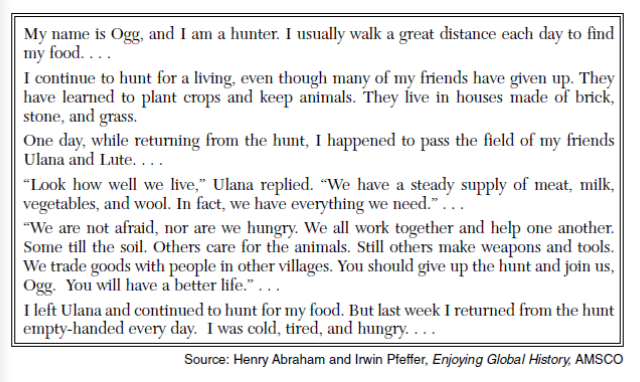 My name is Ogg, and I am a hunter. I usually walk a great distance each day to find
my food. . . .
I continue to hunt for a living, even though many of my friends have given up. They
have learned to plant crops and keep animals. They live in houses made of brick,
stone, and grass.
One day, while returning from the hunt, I happened to pass the field of my friends
Ulana and Lute. . . .
“Look how well we live,” Ulana replied. “We have a steady supply of meat, milk,
vegetables, and wool. In fact, we have everything we need.” . . .
“We are not afraid, nor are we hungry. We all work together and help one another.
Some till the soil. Others care for the animals. Still others make weapons and tools.
We trade goods with people in other villages. You should give up the hunt and join us,
Ogg. You will have a better life.” . . .
I left Ulana and continued to hunt for my food. But last week I returned from the hunt
empty-handed every day. I was cold, tired, and hungry. . . .
Source: Henry Abraham and Irwin Pfeffer, Enjoying Global History, AMSCO